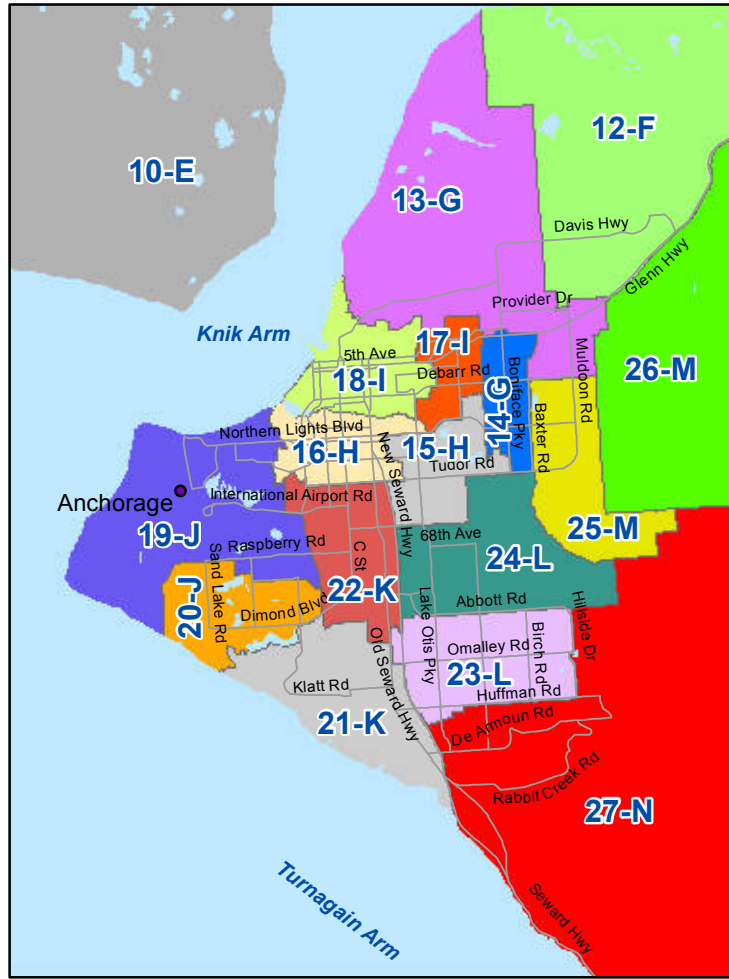 12-F
10-E
13-G
Davis Hwy
Glenn Hwy
Provider Dr
Knik Arm
17-I
5th Ave
18-I
Debarr Rd
14-G
Boniface Pky
Muldoon Rd
26-M
Baxter Rd
Northern Lights Blvd
16-H
15-H
New Seward Hwy
Tudor Rd
Anchorage
International Airport Rd
19-J
25-M
68th Ave
Raspberry Rd
24-L
C St
22-K
Sand Lake Rd
20-J
Dimond Blvd
Abbott Rd
Lake Otis Pky
Hillside Dr
Omalley Rd
Birch Rd
23-L
Old Seward Hwy
Klatt Rd
Huffman Rd
21-K
De Armoun Rd
Rabbit Creek Rd
27-N
Turnagain Arm
Seward Hwy